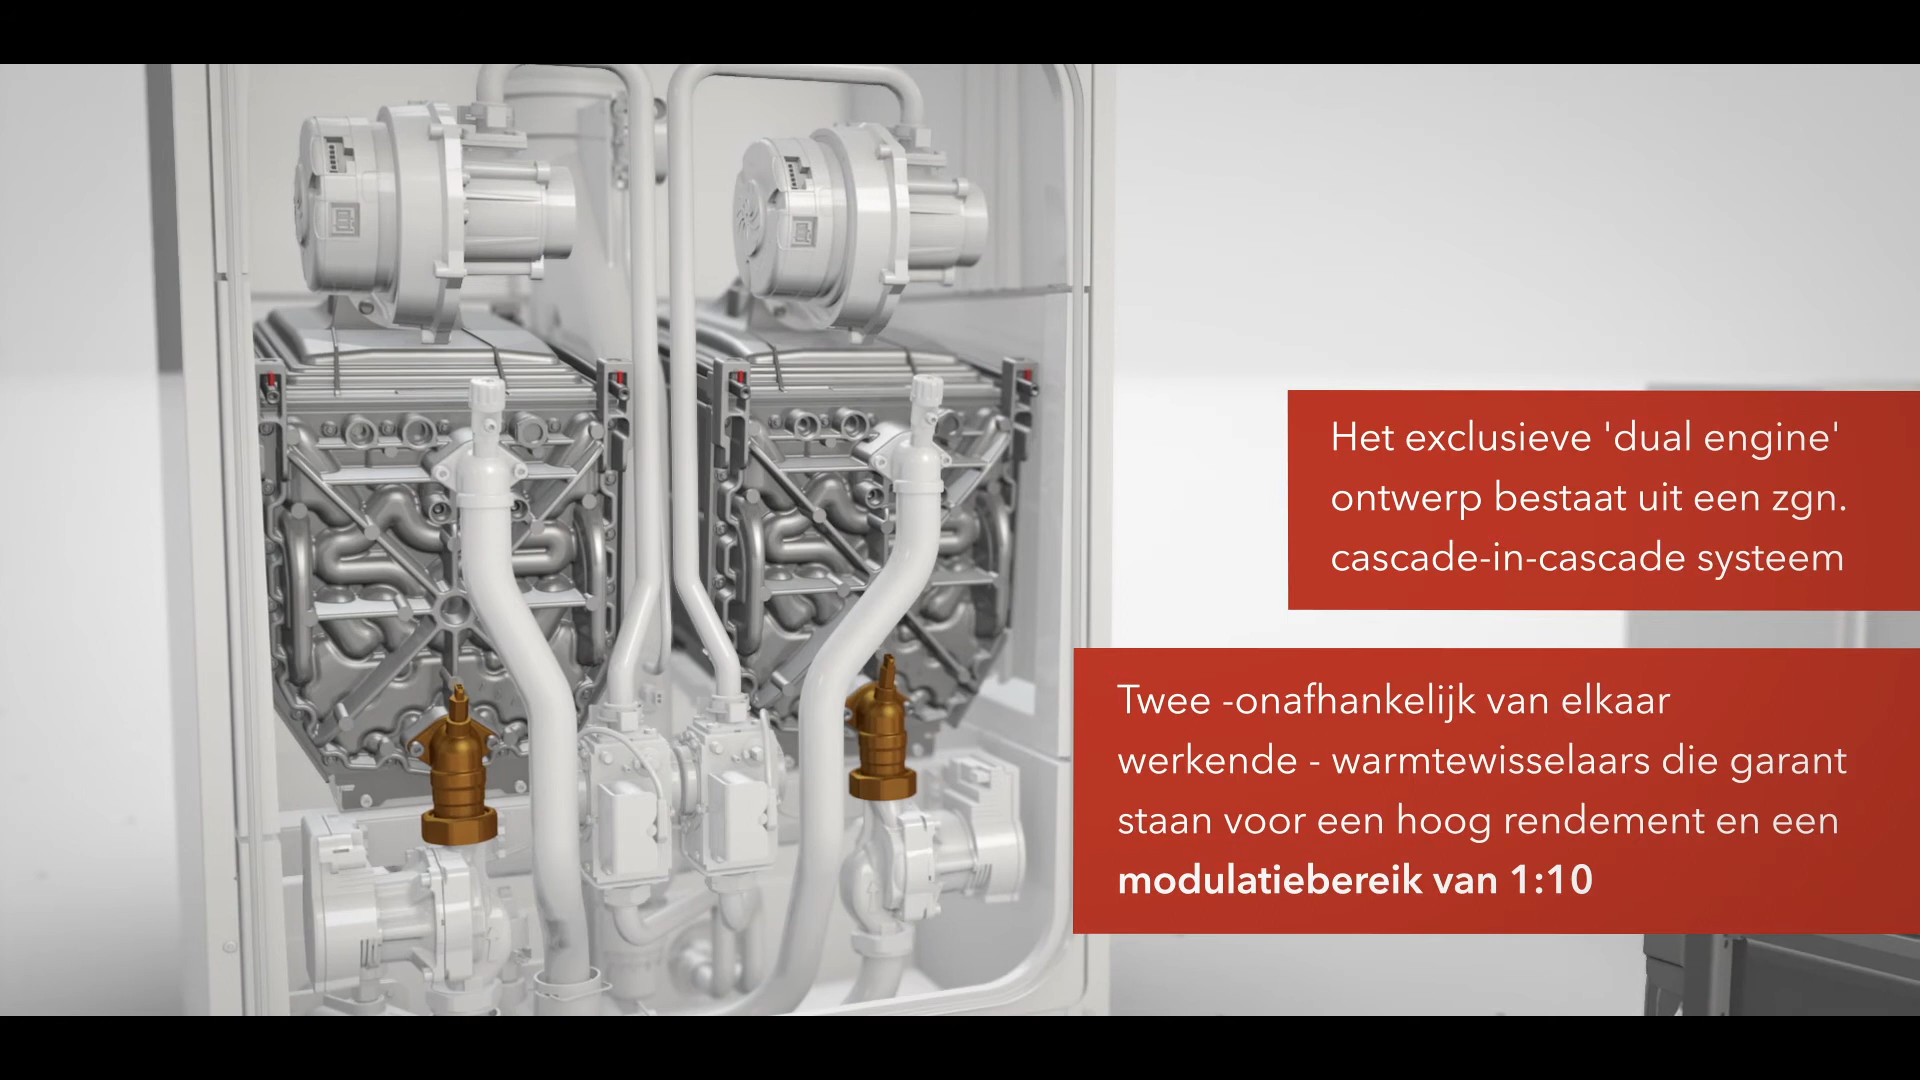 Het exclusieve 'dual engine'
ontwerp bestaat uit een zgn.
cascade-in-cascade systeem
Twee -onafhankelijk van elkaar
werkende - warmtewisselaars die garant
staan voor een hoog rendement en een
modulatiebereik van 1:10